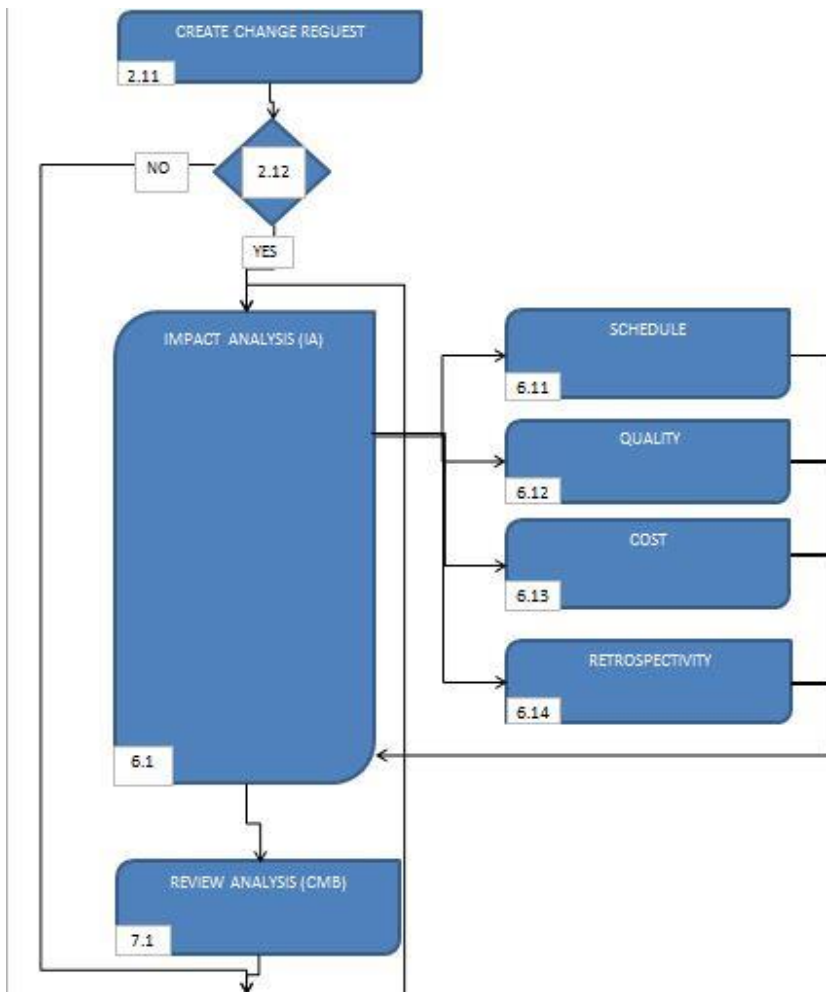 CREATE CHANGE REGUEST
2.11
2.12
NO
YES
IMPACT ANALYSIS (IA)
6.1
SCHEDULE
6.11
QUALITY
6.12
COST
6.13
RETROSPECTIVITY
6.14
REVIEW ANALYSIS (CMB)
7.1